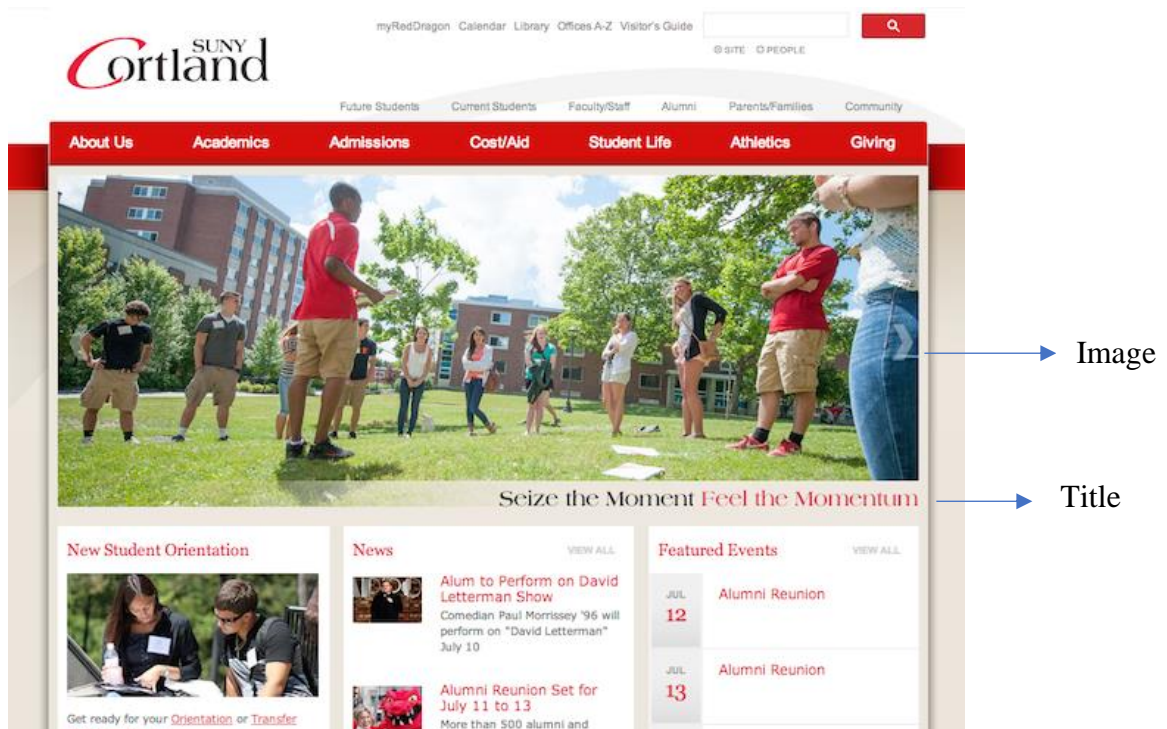 myRedDragon Calendar Library Offices A-Z Visitor's Guide
SUNY
Cortland
SITE PEOPLE
Future Students Current Students Faculty/Staff Alumni Parents/Families Community
About Us Academics Admissions Cost/Aid Student Life Athletics Giving
Image
Seize the Moment Feel the Momentum
Title
New Student Orientation
Get ready for your Orientation or Transfer
News VIEW ALL
Alum to Perform on David
Letterman Show
Comedian Paul Morrissey '96 will
perform on "David Letterman"
July 10
Alumni Reunion Set for
July 11 to 13
More than 500 alumni and
Featured Events VIEW ALL
JUL
12
Alumni Reunion
JUL
13
Alumni Reunion